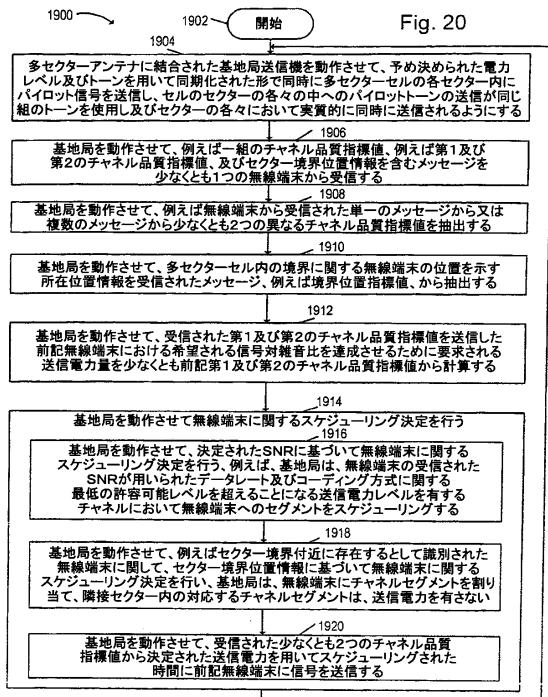 1900
1902
開始
Fig. 20
1904
多セクターアンテナに結合された基地局送信機を動作させて、予め決められた電力
レベル及びトーンを用いて同期化された形で同時に多セクターセルの各セクター内に
パイロット信号を送信し、セルのセクターの各々の中へのパイロットトーンの送信が同じ
組のトーンを使用し及びセクターの各々において実質的に同時に送信されるようにする
1906
基地局を動作させて、例えば一組のチャネル品質指標値、例えば第1及び
第2のチャネル品質指標値、及びセクター境界位置情報を含むメッセージを
少なくとも1つの無線端末から受信する
1908
基地局を動作させて、例えば無線端末から受信された単一のメッセージから又は
複数のメッセージから少なくとも2つの異なるチャネル品質指標値を抽出する
1910
基地局を動作させて、多セクターセル内の境界に関する無線端末の位置を示す
所在位置情報を受信されたメッセージ、例えば境界位置指標値、から抽出する
1912
基地局を動作させて、受信された第1及び第2のチャネル品質指標値を送信した
前記無線端末における希望される信号対雑音比を達成させるために要求される
送信電力量を少なくとも前記第1及び第2のチャネル品質指標値から計算する
1914
基地局を動作させて無線端末に関するスケジューリング決定を行う
1916
基地局を動作させて、決定されたSNRに基づいて無線端末に関する
スケジューリング決定を行う、例えば、基地局は、無線端末の受信された
SNRが用いられたデータレート及びコーディング方式に関する
最低の許容可能レベルを超えることになる送信電力レベルを有する
チャネルにおいて無線端末へのセグメントをスケジューリングする
1918
基地局を動作させて、例えばセクター境界付近に存在するとして識別された
無線端末に関して、セクター境界位置情報に基づいて無線端末に関する
スケジューリング決定を行い、基地局は、無線端末にチャネルセグメントを割り
当て、隣接セクター内の対応するチャネルセグメントは、送信電力を有さない
1920
基地局を動作させて、受信された少なくとも2つのチャネル品質
指標値から決定された送信電力を用いてスケジューリングされた
時間に前記無線端末に信号を送信する